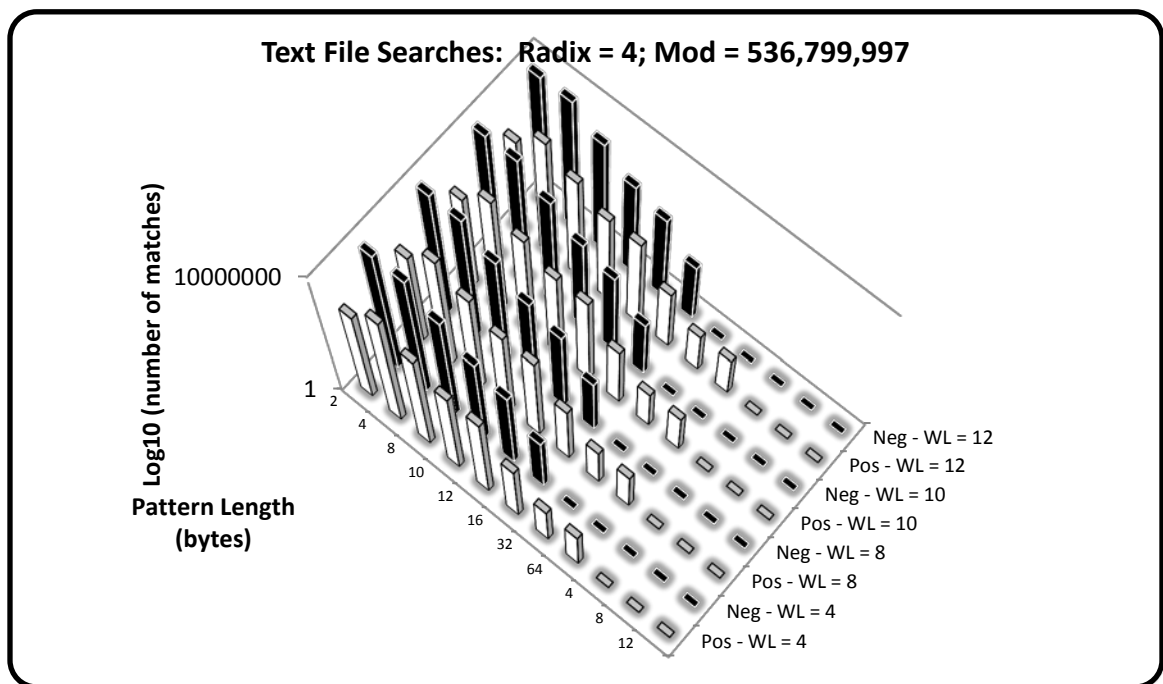 Text File Searches:  Radix = 4; Mod = 536,799,997
Log10 (number of matches)
10000000
1
Pattern Length
(bytes)
2
4
8
10
12
16
32
64
4
8
12
Neg - WL = 12
Pos - WL = 12
Neg - WL = 10
Pos - WL = 10
Neg - WL = 8
Pos - WL = 8
Neg - WL = 4
Pos - WL = 4